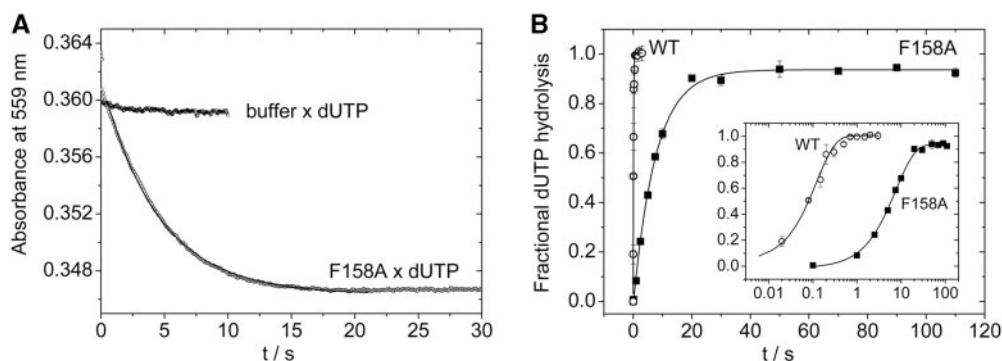 A
0.364
0.360
0.356
0.352
0.348
Absorbance at 559 nm
buffer x dUTP
F158A x dUTP
0 5 10 15 20 25 30
t / s
B
1.0
0.8
0.6
0.4
0.2
0.0
Fractional dUTP hydrolysis
WT
F158A
1.0
0.8
0.6
0.4
0.2
0.0
WT
F158A
0.01 0.1 1 10 100
0 20 40 60 80 100 120
t / s